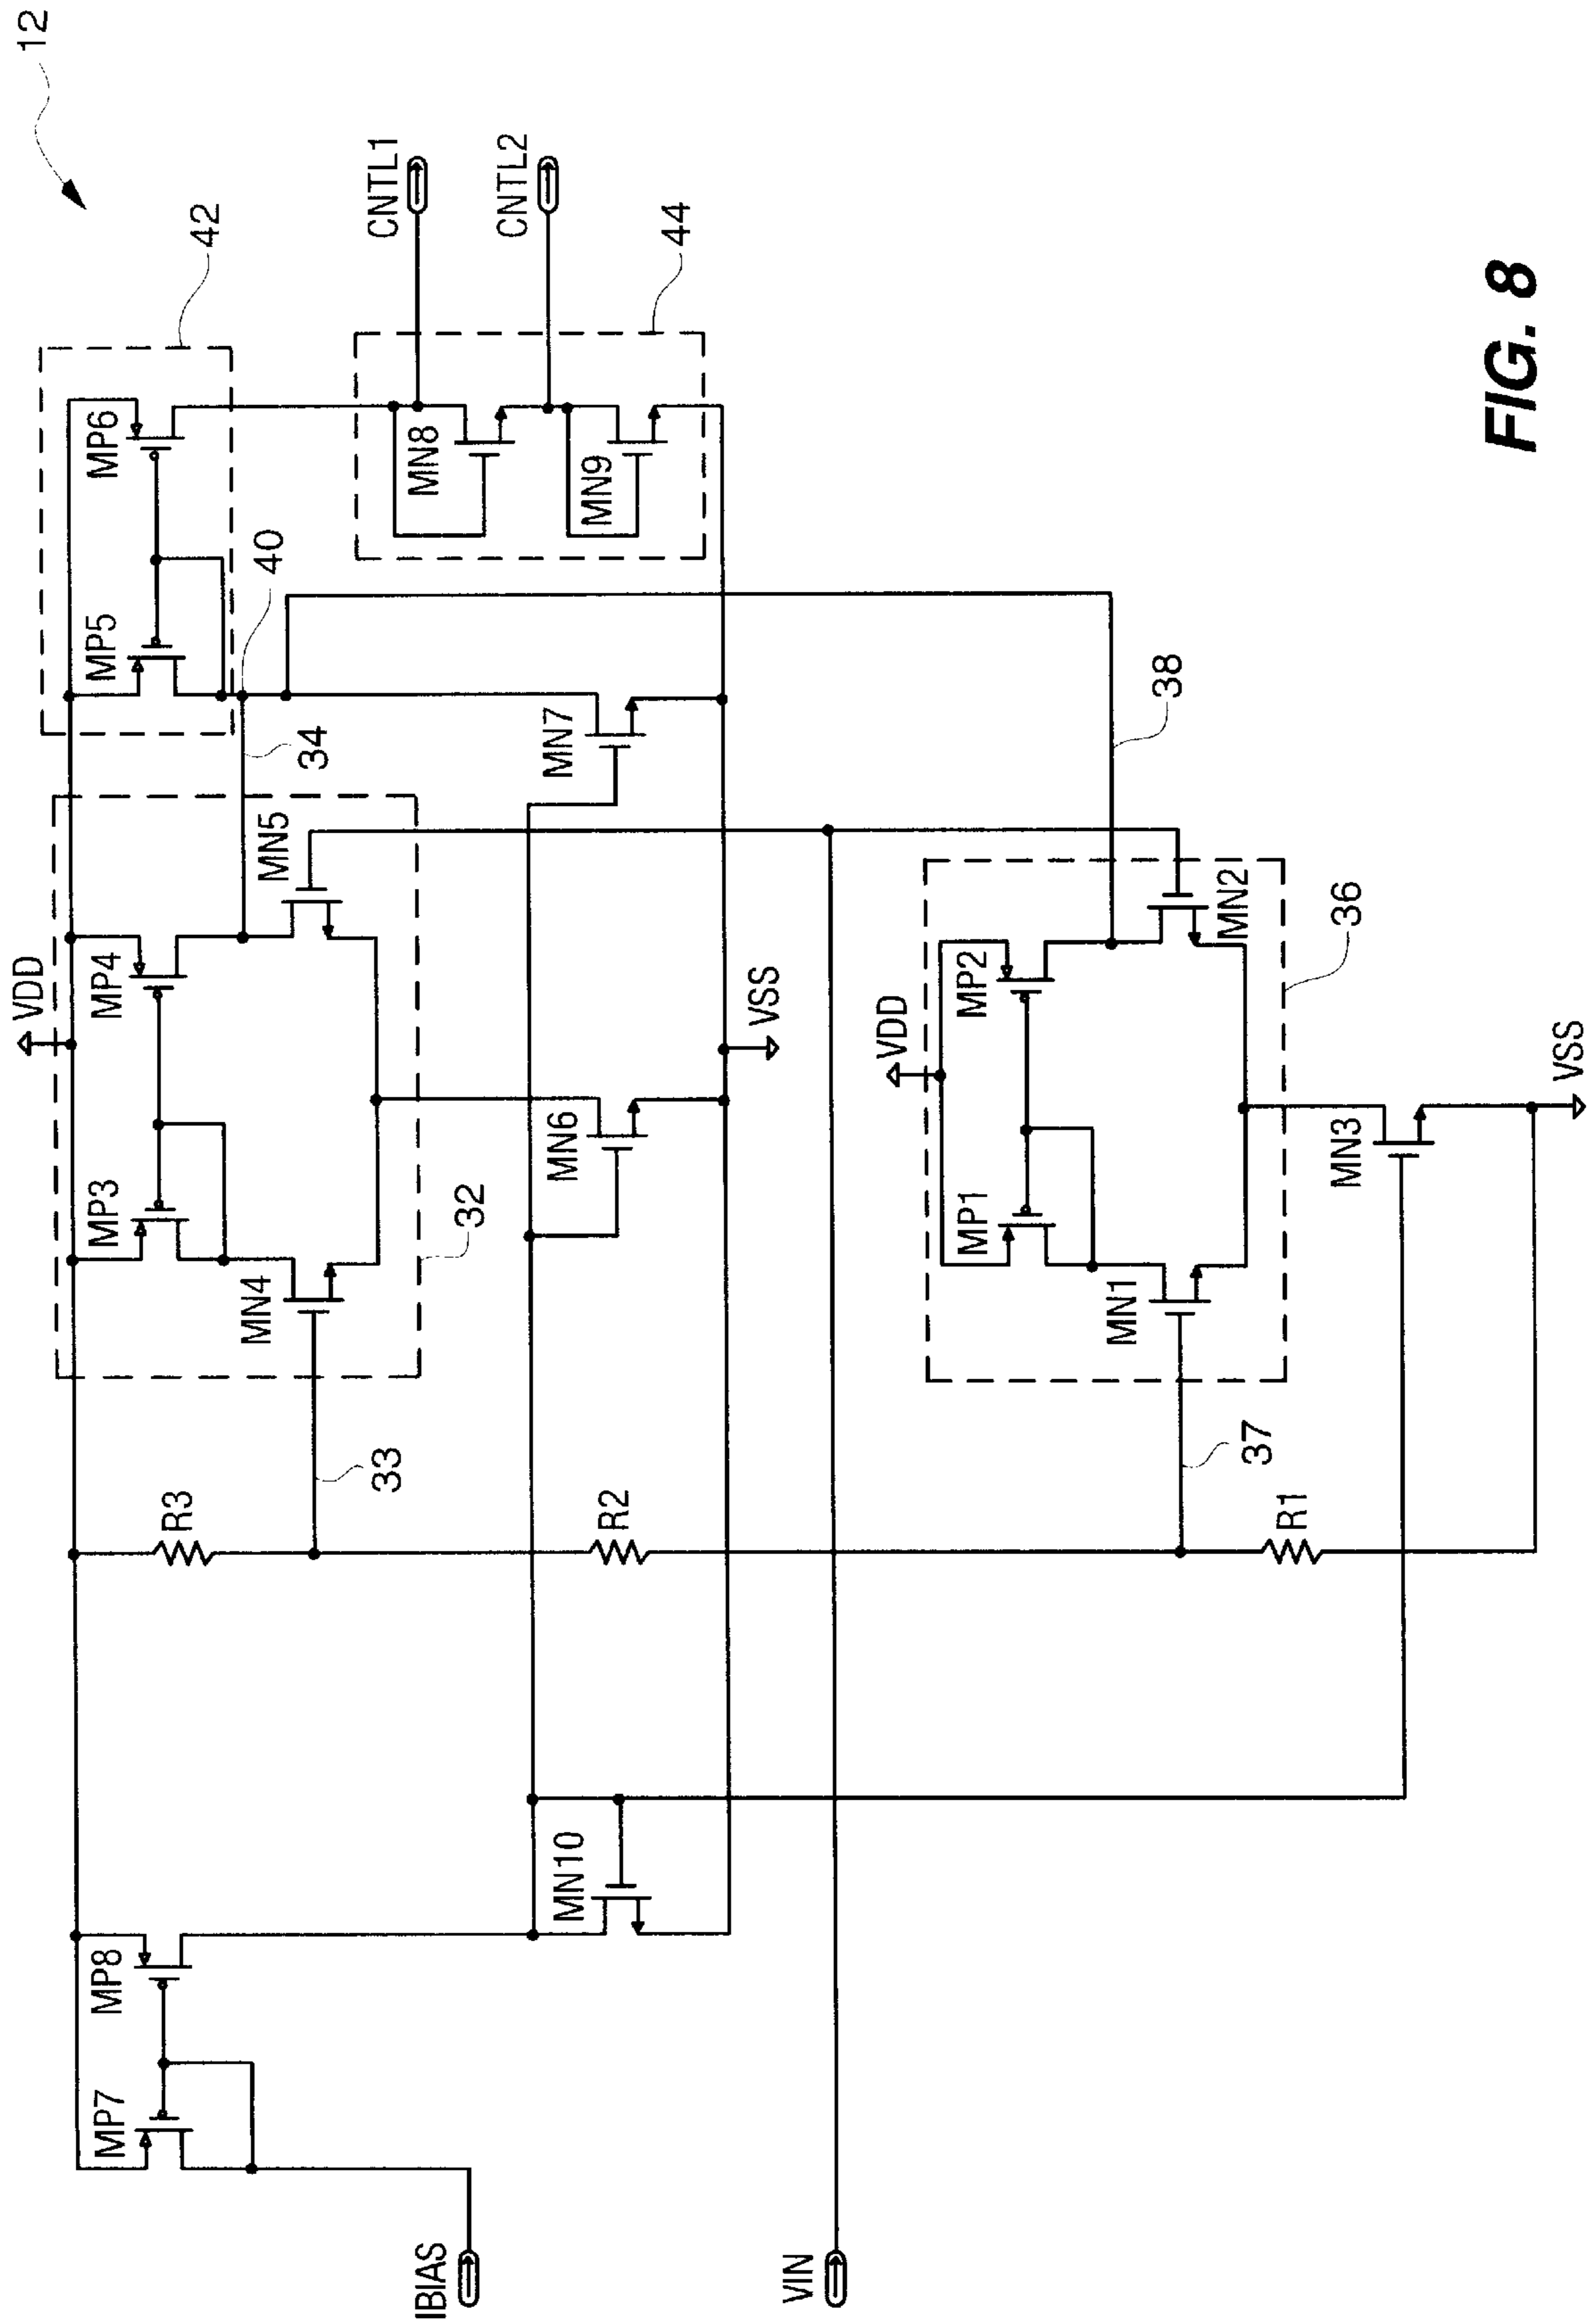 12
42
VDD
MP7
MP8
R3
MP3
MP4
MP5
MP6
40
34
33
MN4
MN5
32
CNTL1
IBIAS
MN10
R2
MN6
MN7
MN8
MN9
CNTL2
44
VSS
VIN
VDD
MP1
MP2
38
37
MN1
MN2
36
R1
MN3
VSS
FIG. 8